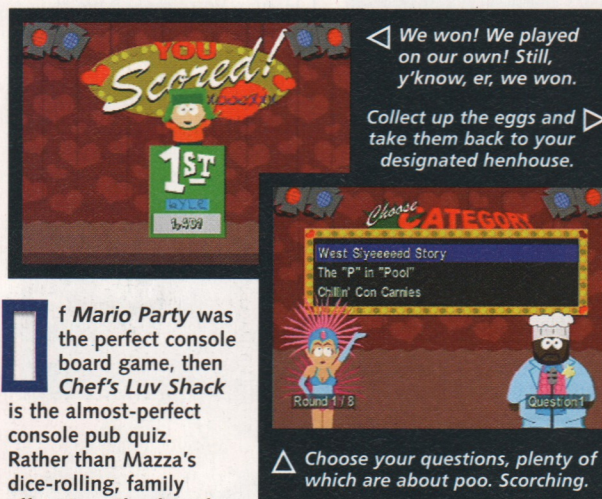 YOU
Scored!
1ST
KYLE
◁ We won! We played
on our own! Still,
y'know, er, we won.
Collect up the eggs and ▷
take them back to your
designated henhouse.
Choose CATEGORY
West Siyeeeeed Story
The "P" in "Pool"
Chillin' Con Carnies
Round 1 / 8
Question 1
△ Choose your questions, plenty of
which are about poo. Scorching.
If Mario Party was
the perfect console
board game, then
Chef's Luv Shack
is the almost-perfect
console pub quiz.
Rather than Mazza's
dice-rolling, family